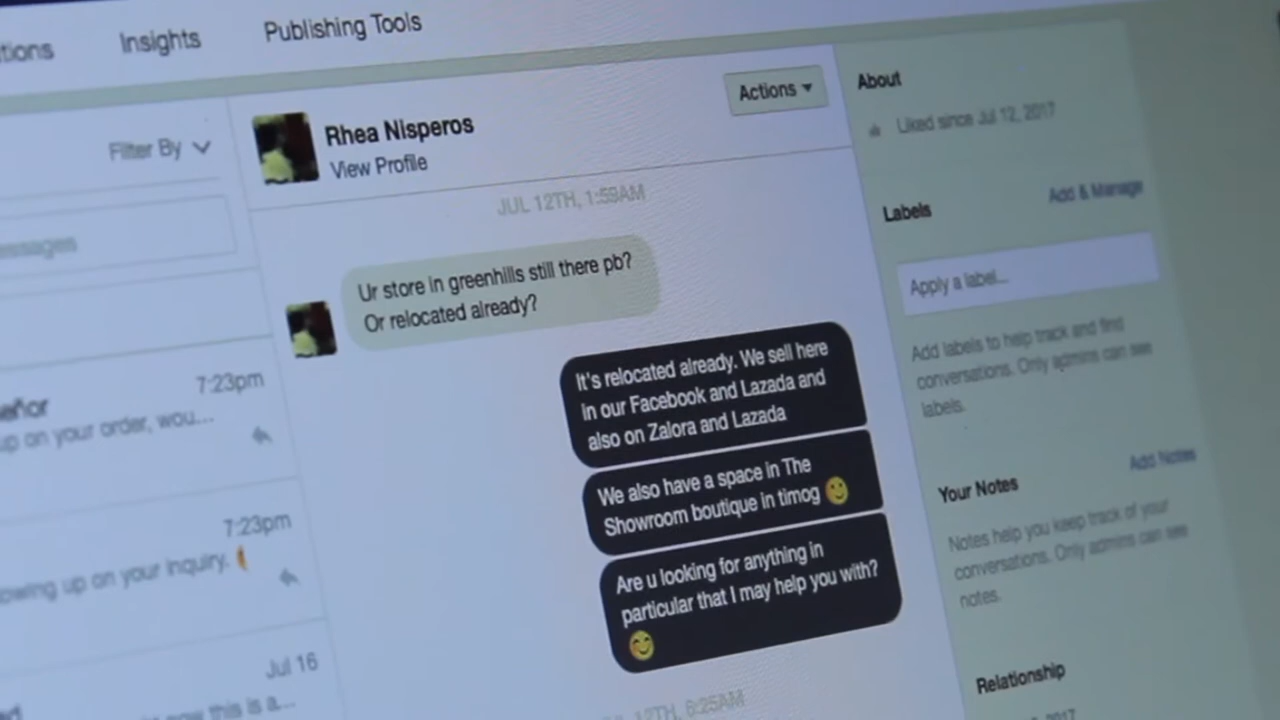 Insights
Publishing Tools
Filter By
7:23pm
up on your order, wou...
7:23pm
up on your inquiry.
Jul 16
this is a...
Rhea Nisperos
View Profile
Actions
JUL 12TH, 1:59AM
Ur store in greenhills still there pb?
Or relocated already?
It's relocated already. We sell here
in our Facebook and Lazada and
also on Zalora and Lazada
We also have a space in The
Showroom boutique in timog 🙂
Are u looking for anything in
particular that I may help you with?
😊
12TH, 6:25AM
About
Liked since Jul 12, 2017
Labels
Add & Manage
Apply a label...
Add labels to help track and find
conversations. Only admins can see
labels.
Your Notes
Add Notes
Notes help you keep track of your
conversations. Only admins can see
notes.
Relationship
2017